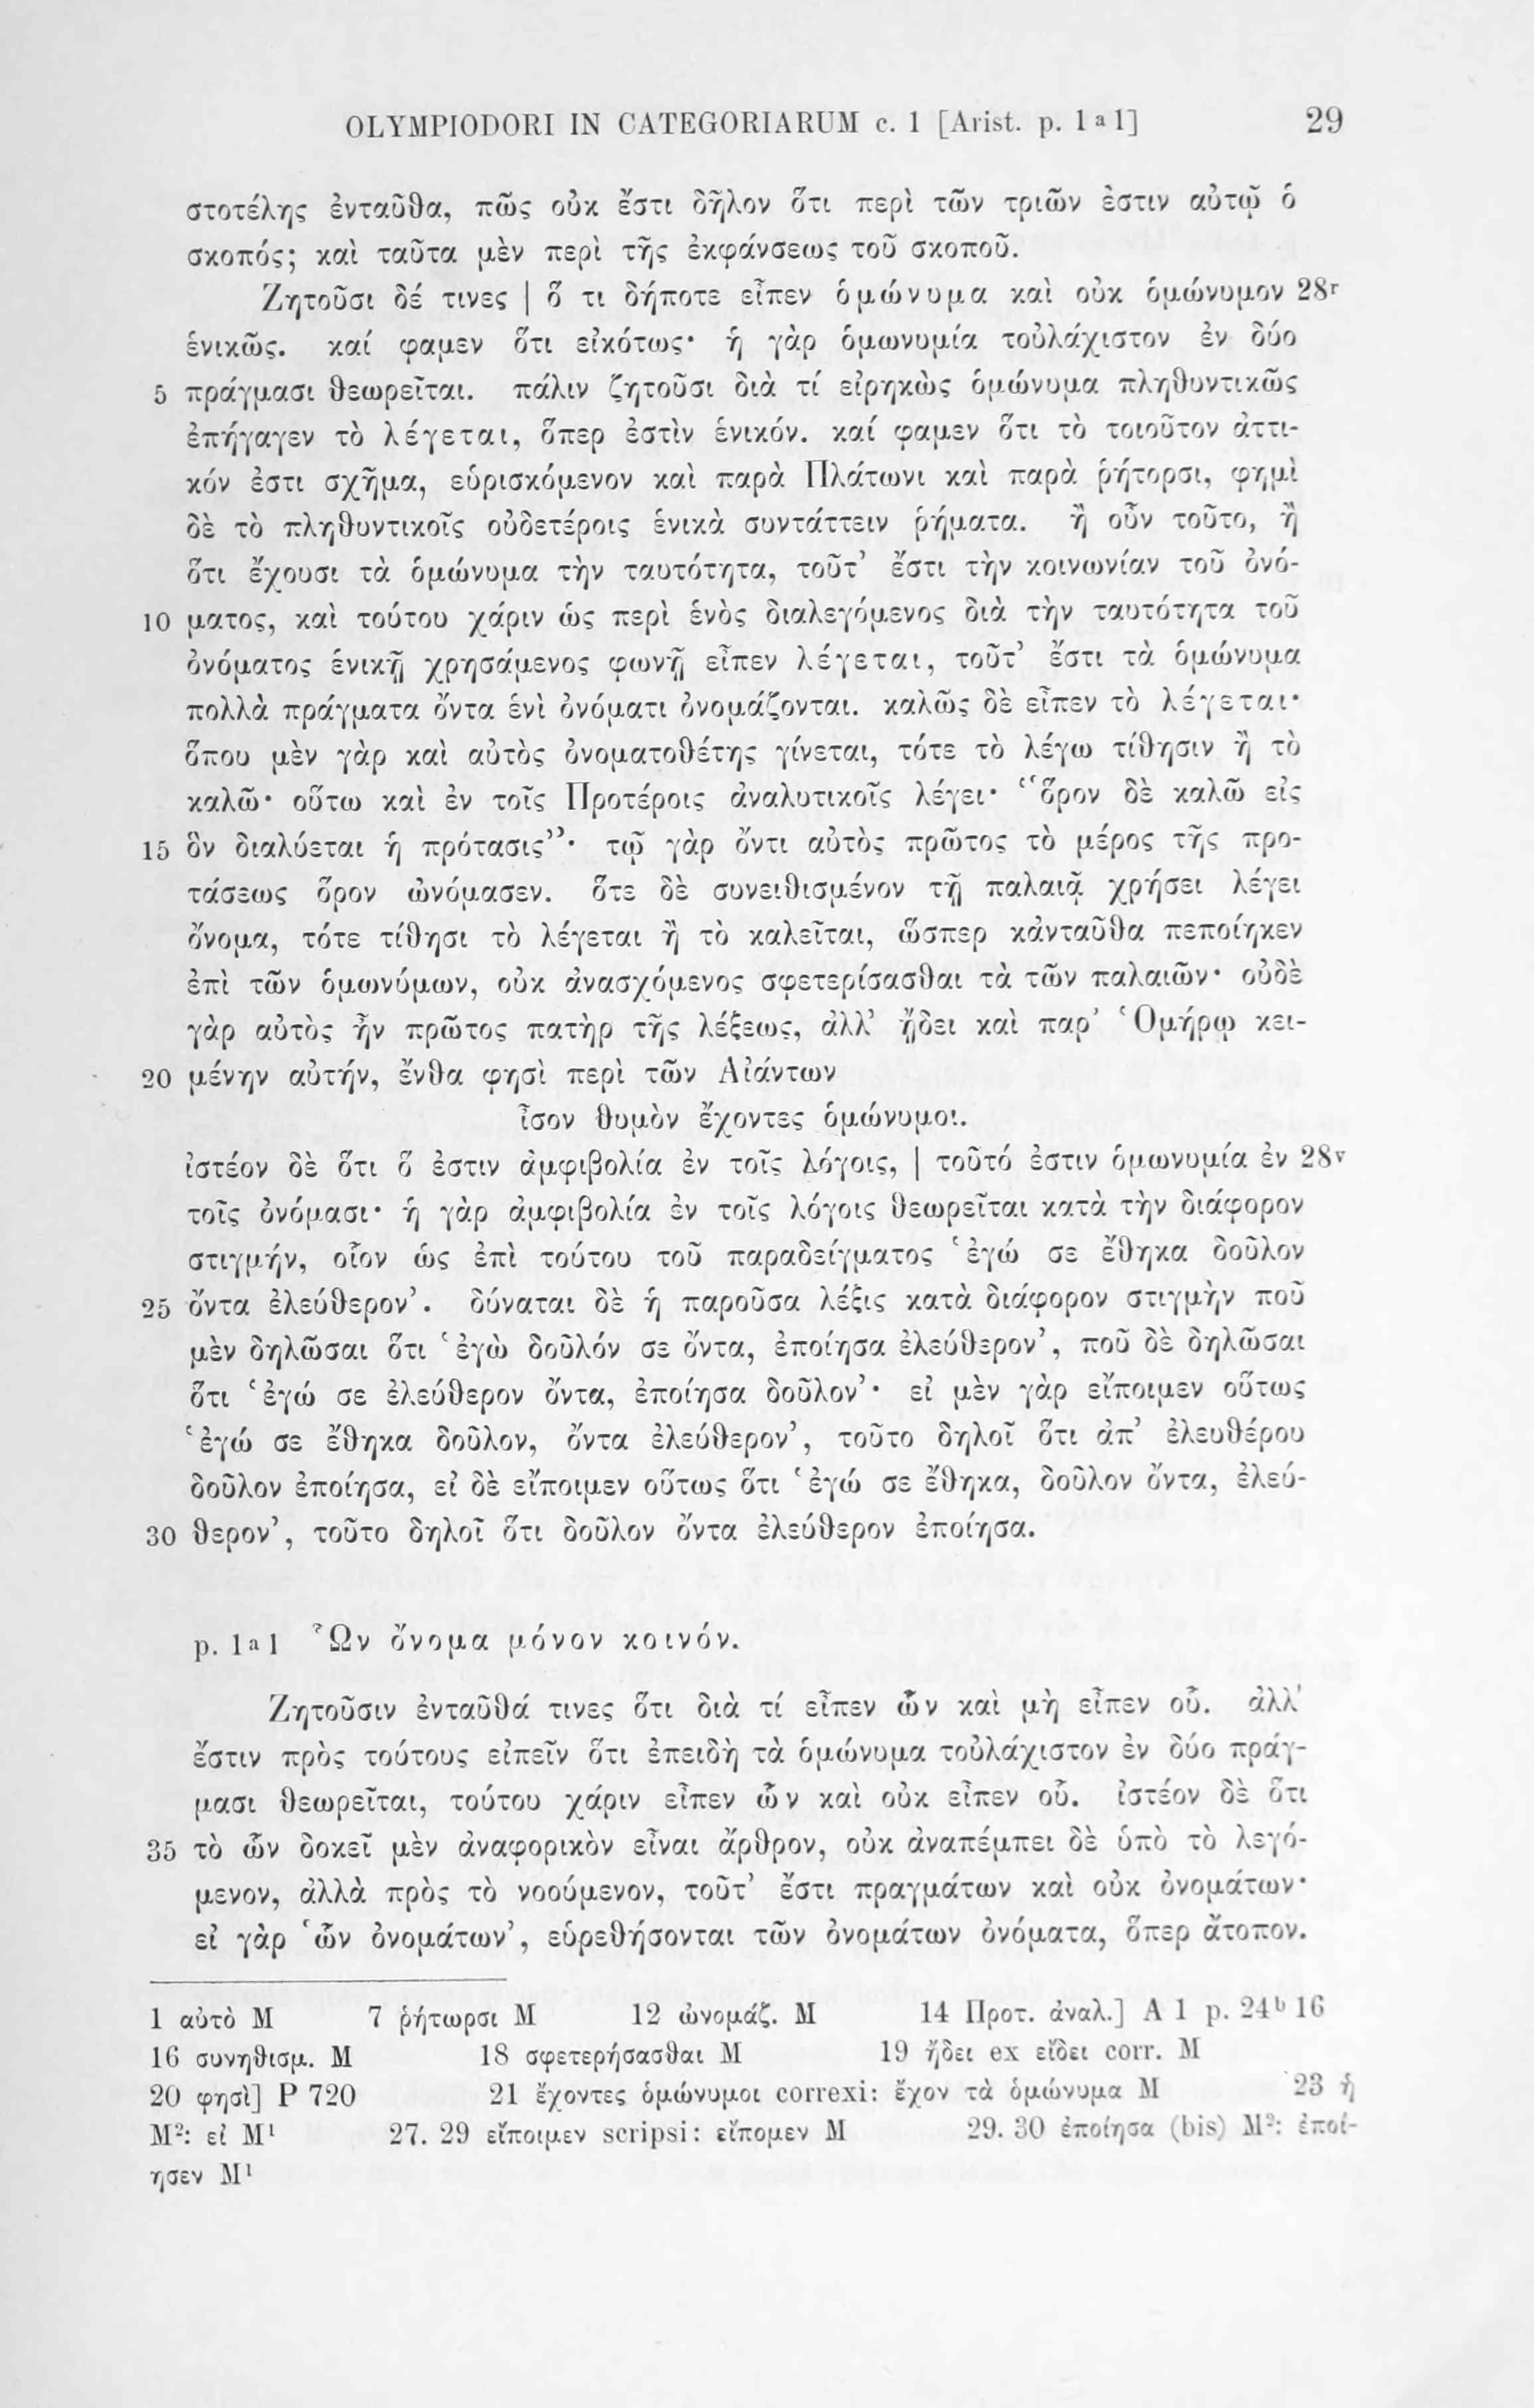 OLYMPIODORI IN CATEGORIARUM c. 1 [Arist. p. 1ª1] 29
στοτέλης ἐνταῦθα, πῶς οὐκ ἔστι δῆλον ὅτι περὶ τῶν τριῶν ἐστιν αὐτῷ ὁ
σκοπός; καὶ ταῦτα μὲν περὶ τῆς ἐκφάνσεως τοῦ σκοποῦ.
Ζητοῦσι δέ τινες | ὅ τι δήποτε εἶπεν ὁμώνυμα καὶ οὐκ ὁμώνυμον 28r
ἑνικῶς. καί φαμεν ὅτι εἰκότως· ἡ γὰρ ὁμωνυμία τοὐλάχιστον ἐν δύο
5 πράγμασι θεωρεῖται. πάλιν ζητοῦσι διὰ τί εἰρηκὼς ὁμώνυμα πληθυντικῶς
ἐπήγαγεν τὸ λέγεται, ὅπερ ἐστὶν ἑνικόν. καί φαμεν ὅτι τὸ τοιοῦτον ἀττι-
κόν ἐστι σχῆμα, εὑρισκόμενον καὶ παρὰ Πλάτωνι καὶ παρὰ ῥήτορσι, φημὶ
δὲ τὸ πληθυντικοῖς οὐδετέροις ἑνικὰ συντάττειν ῥήματα. ἢ οὖν τοῦτο, ἢ
ὅτι ἔχουσι τὰ ὁμώνυμα τὴν ταυτότητα, τοῦτ’ ἔστι τὴν κοινωνίαν τοῦ ὀνό-
10 ματος, καὶ τούτου χάριν ὡς περὶ ἑνὸς διαλεγόμενος διὰ τὴν ταυτότητα τοῦ
ὀνόματος ἑνικῇ χρησάμενος φωνῇ εἶπεν λέγεται, τοῦτ’ ἔστι τὰ ὁμώνυμα
πολλὰ πράγματα ὄντα ἑνὶ ὀνόματι ὀνομάζονται. καλῶς δὲ εἶπεν τὸ λέγεται·
ὅπου μὲν γὰρ καὶ αὐτὸς ὀνοματοθέτης γίνεται, τότε τὸ λέγω τίθησιν ἢ τὸ
καλῶ· οὕτω καὶ ἐν τοῖς Προτέροις ἀναλυτικοῖς λέγει· “ὅρον δὲ καλῶ εἰς
15 ὃν διαλύεται ἡ πρότασις”· τῷ γὰρ ὄντι αὐτὸς πρῶτος τὸ μέρος τῆς προ-
τάσεως ὅρον ὠνόμασεν. ὅτε δὲ συνειθισμένον τῇ παλαιᾷ χρήσει λέγει
ὄνομα, τότε τίθησι τὸ λέγεται ἢ τὸ καλεῖται, ὥσπερ κἀνταῦθα πεποίηκεν
ἐπὶ τῶν ὁμωνύμων, οὐκ ἀνασχόμενος σφετερίσασθαι τὰ τῶν παλαιῶν· οὐδὲ
γὰρ αὐτὸς ἦν πρῶτος πατὴρ τῆς λέξεως, ἀλλ’ ᾔδει καὶ παρ’ Ὁμήρῳ κει-
20 μένην αὐτήν, ἔνθα φησὶ περὶ τῶν Αἰάντων
ἶσον θυμὸν ἔχοντες ὁμώνυμοι.
ἰστέον δὲ ὅτι ὅ ἐστιν ἀμφιβολία ἐν τοῖς λόγοις, | τοῦτό ἐστιν ὁμωνυμία ἐν 28v
τοῖς ὀνόμασι· ἡ γὰρ ἀμφιβολία ἐν τοῖς λόγοις θεωρεῖται κατὰ τὴν διάφορον
στιγμήν, οἷον ὡς ἐπὶ τούτου τοῦ παραδείγματος ‘ἐγώ σε ἔθηκα δοῦλον
25 ὄντα ἐλεύθερον’. δύναται δὲ ἡ παροῦσα λέξις κατὰ διάφορον στιγμὴν ποῦ
μὲν δηλῶσαι ὅτι ‘ἐγὼ δοῦλόν σε ὄντα, ἐποίησα ἐλεύθερον’, ποῦ δὲ δηλῶσαι
ὅτι ‘ἐγώ σε ἐλεύθερον ὄντα, ἐποίησα δοῦλον’· εἰ μὲν γὰρ εἴποιμεν οὕτως
‘ἐγώ σε ἔθηκα δοῦλον, ὄντα ἐλεύθερον’, τοῦτο δηλοῖ ὅτι ἀπ’ ἐλευθέρου
δοῦλον ἐποίησα, εἰ δὲ εἴποιμεν οὕτως ὅτι ‘ἐγώ σε ἔθηκα, δοῦλον ὄντα, ἐλεύ-
30 θερον’, τοῦτο δηλοῖ ὅτι δοῦλον ὄντα ἐλεύθερον ἐποίησα.
p. 1ª1 Ὧν ὄνομα μόνον κοινόν.
Ζητοῦσιν ἐνταῦθά τινες ὅτι διὰ τί εἶπεν ὧν καὶ μὴ εἶπεν οὗ. ἀλλ’
ἔστιν πρὸς τούτους εἰπεῖν ὅτι ἐπειδὴ τὰ ὁμώνυμα τοὐλάχιστον ἐν δύο πράγ-
μασι θεωρεῖται, τούτου χάριν εἶπεν ὧν καὶ οὐκ εἶπεν οὗ. ἰστέον δὲ ὅτι
35 τὸ ὧν δοκεῖ μὲν ἀναφορικὸν εἶναι ἄρθρον, οὐκ ἀναπέμπει δὲ ὑπὸ τὸ λεγό-
μενον, ἀλλὰ πρὸς τὸ νοούμενον, τοῦτ’ ἔστι πραγμάτων καὶ οὐκ ὀνομάτων·
εἰ γὰρ ‘ὧν ὀνομάτων’, εὑρεθήσονται τῶν ὀνομάτων ὀνόματα, ὅπερ ἄτοπον.
1 αὐτὸ M 7 ῥήτωρσι M 12 ὠνομάζ. M 14 Προτ. ἀναλ.] A 1 p. 24ᵇ16
16 συνηθισμ. M 18 σφετερήσασθαι M 19 ᾔδει ex εἴδει corr. M
20 φησὶ] P 720 21 ἔχοντες ὁμώνυμοι correxi: ἔχον τὰ ὁμώνυμα M 23 ἡ
M²: εἰ M¹ 27. 29 εἴποιμεν scripsi: εἴπομεν M 29. 30 ἐποίησα (bis) M²: ἐποί-
ησεν M¹